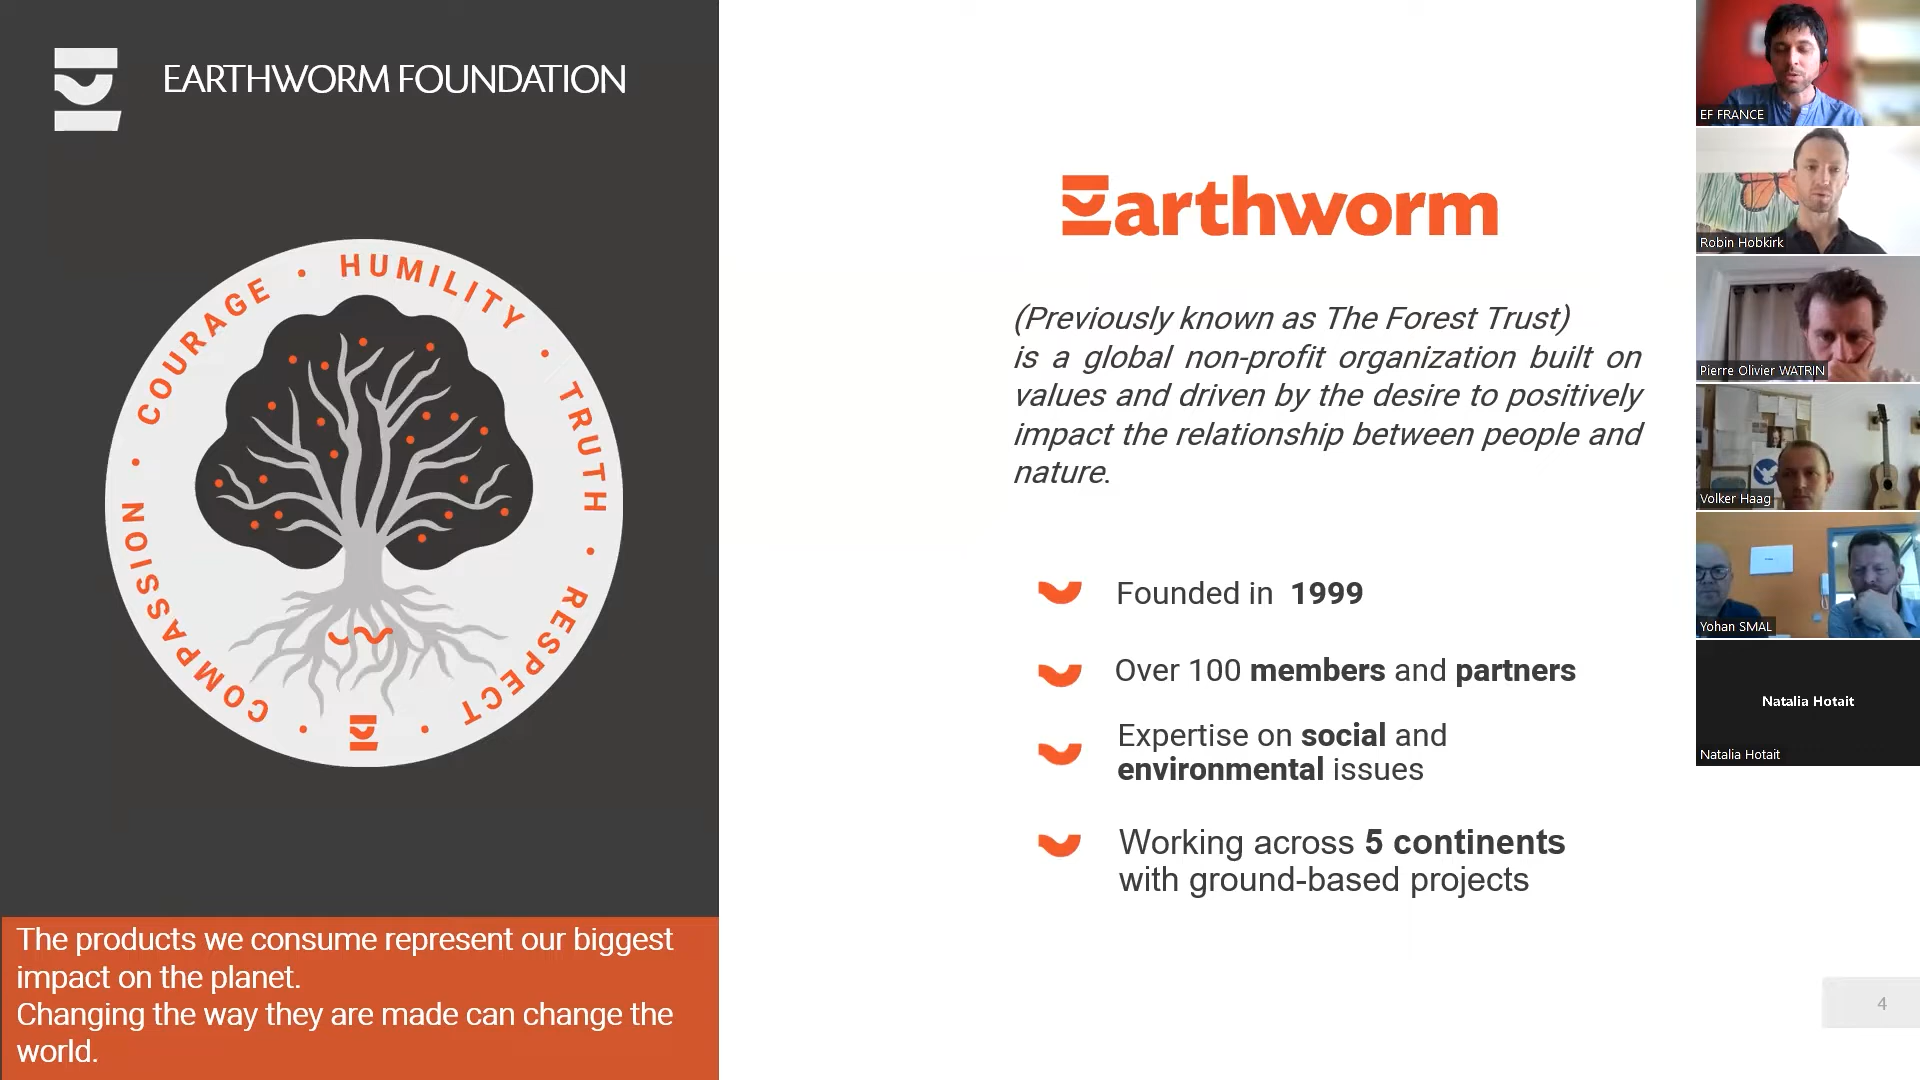 EARTHWORM FOUNDATION
COMPASSION • COURAGE • HUMILITY • TRUTH • RESPECT
The products we consume represent our biggest
impact on the planet.
Changing the way they are made can change the
world.
Earthworm
(Previously known as The Forest Trust)
is a global non-profit organization built on
values and driven by the desire to positively
impact the relationship between people and
nature.
Founded in 1999
Over 100 members and partners
Expertise on social and
environmental issues
Working across 5 continents
with ground-based projects
4
EF FRANCE
Robin Hobkirk
Pierre Olivier WATRIN
Volker Haag
Yohan SMAL
Natalia Hotait
Natalia Hotait